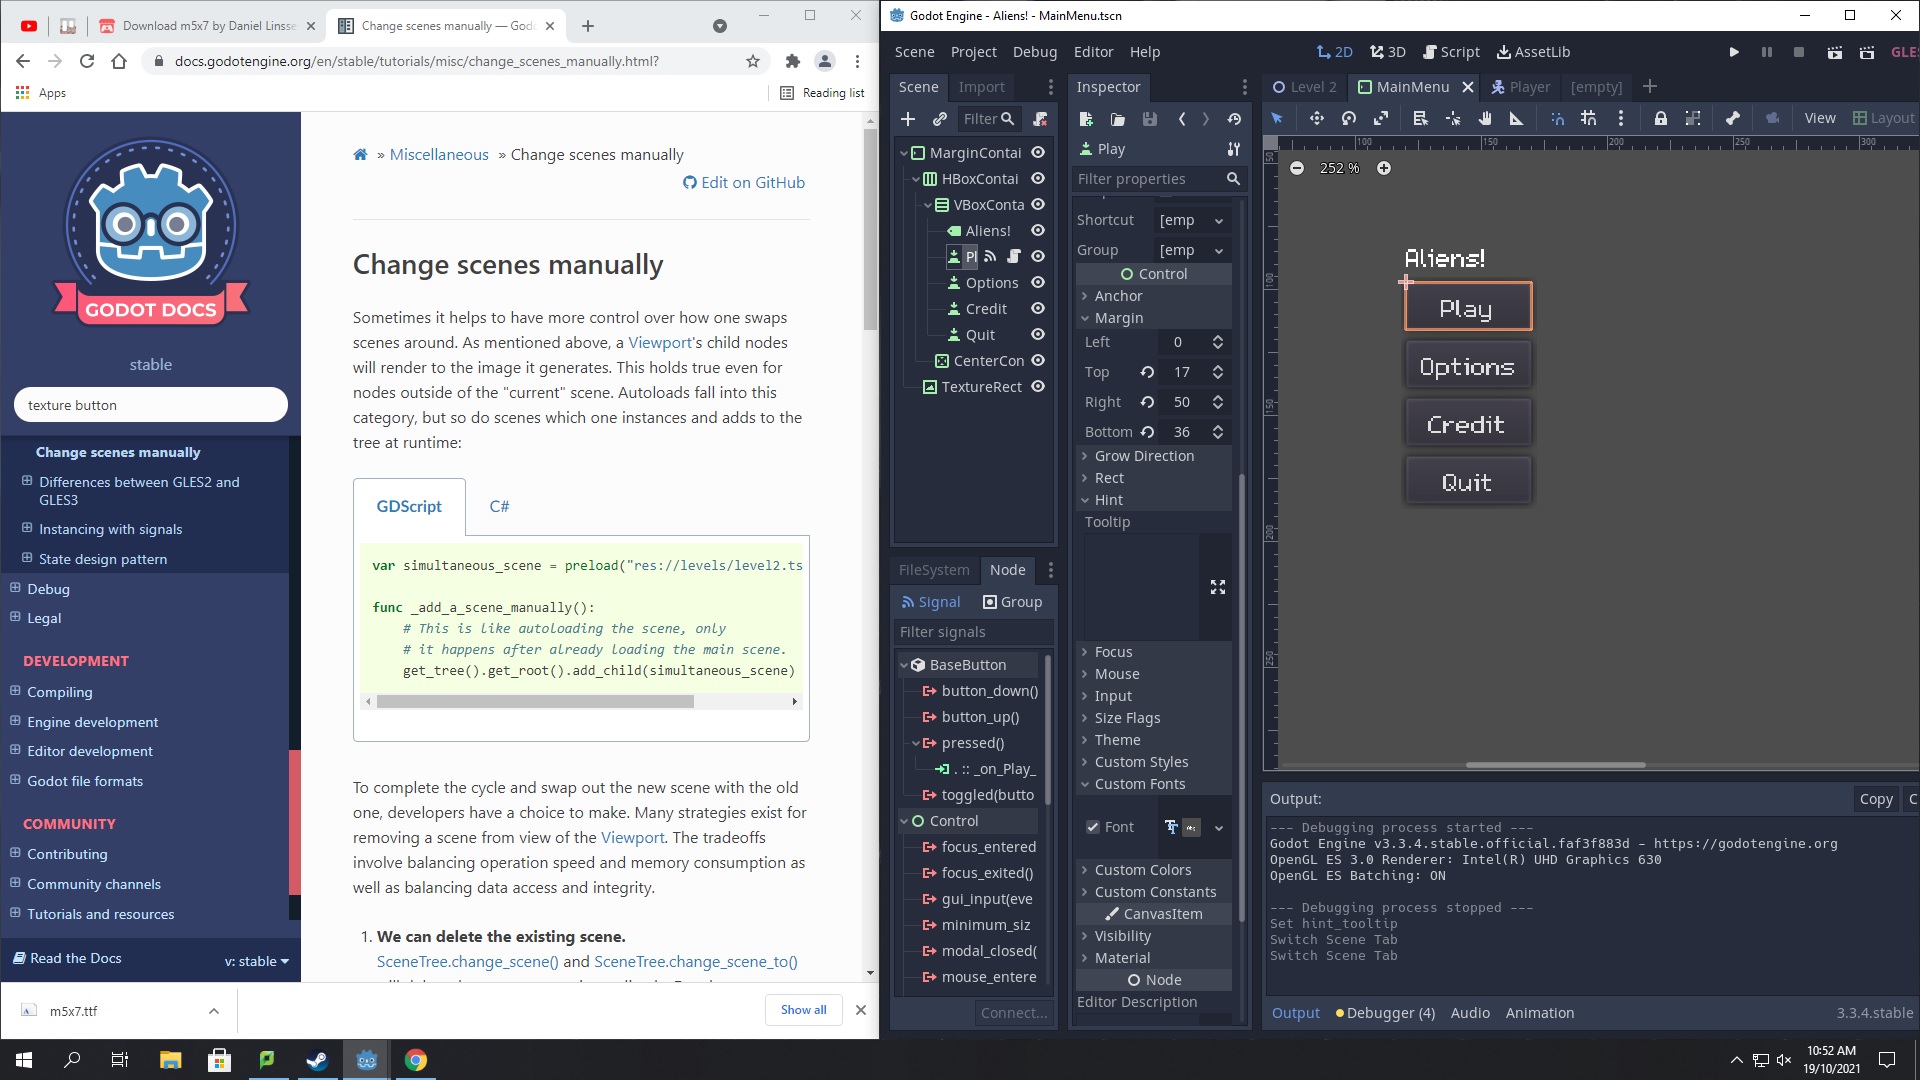 Download m5x7 by Daniel Linsse
Change scenes manually — God
docs.godotengine.org/en/stable/tutorials/misc/change_scenes_manually.html?
Apps
Reading list
GODOT DOCS
stable
texture button
Change scenes manually
Differences between GLES2 and
GLES3
Instancing with signals
State design pattern
Debug
Legal
DEVELOPMENT
Compiling
Engine development
Editor development
Godot file formats
COMMUNITY
Contributing
Community channels
Tutorials and resources
Read the Docs
v: stable
» Miscellaneous » Change scenes manually
Edit on GitHub
Change scenes manually
Sometimes it helps to have more control over how one swaps
scenes around. As mentioned above, a Viewport's child nodes
will render to the image it generates. This holds true even for
nodes outside of the "current" scene. Autoloads fall into this
category, but so do scenes which one instances and adds to the
tree at runtime:
GDScript C#
var simultaneous_scene = preload("res://levels/level2.ts
func _add_a_scene_manually():
# This is like autoloading the scene, only
# it happens after already loading the main scene.
get_tree().get_root().add_child(simultaneous_scene)
To complete the cycle and swap out the new scene with the old
one, developers have a choice to make. Many strategies exist for
removing a scene from view of the Viewport. The tradeoffs
involve balancing operation speed and memory consumption as
well as balancing data access and integrity.
1. We can delete the existing scene.
SceneTree.change_scene() and SceneTree.change_scene_to()
m5x7.ttf
Show all
Godot Engine - Aliens! - MainMenu.tscn
Scene Project Debug Editor Help
2D 3D Script AssetLib
GLES
Scene Import
Filter
MarginContai
HBoxContai
VBoxConta
Aliens!
Pl
Options
Credit
Quit
CenterCon
TextureRect
FileSystem Node
Signal Group
Filter signals
BaseButton
button_down()
button_up()
pressed()
. :: _on_Play_
toggled(butto
Control
focus_entered
focus_exited()
gui_input(eve
minimum_siz
modal_closed(
mouse_entere
Connect...
Inspector
Play
Filter properties
Shortcut [emp
Group [emp
Control
Anchor
Margin
Left 0
Top 17
Right 50
Bottom 36
Grow Direction
Rect
Hint
Tooltip
Focus
Mouse
Input
Size Flags
Theme
Custom Styles
Custom Fonts
Font
Custom Colors
Custom Constants
CanvasItem
Visibility
Material
Node
Editor Description
Level 2 MainMenu Player [empty]
View Layout
100 150 200 250 300
50
100
150
200
250
252 %
Aliens!
Play
Options
Credit
Quit
Output:
Copy C
--- Debugging process started ---
Godot Engine v3.3.4.stable.official.faf3f883d - https://godotengine.org
OpenGL ES 3.0 Renderer: Intel(R) UHD Graphics 630
OpenGL ES Batching: ON
--- Debugging process stopped ---
Set hint_tooltip
Switch Scene Tab
Switch Scene Tab
Output Debugger (4) Audio Animation
3.3.4.stable
10:52 AM
19/10/2021